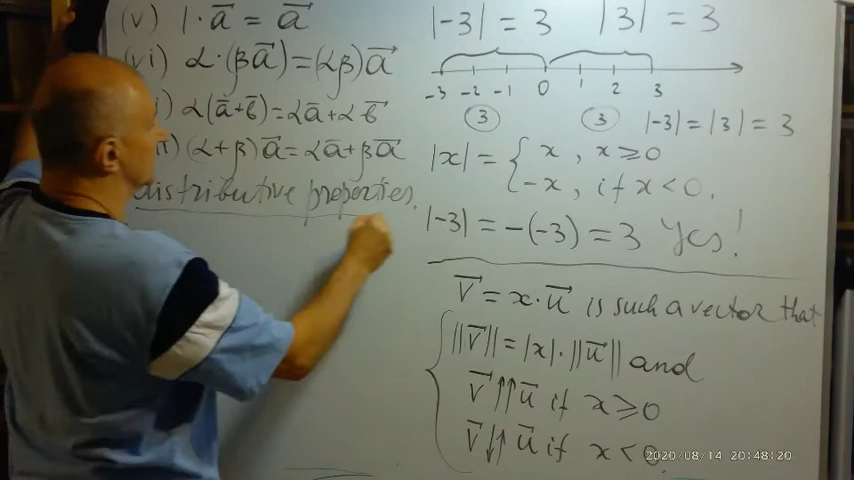 (v) 1·a⃗ = a⃗
vi) α·(βa⃗)=(αβ)a⃗
i) α(a⃗+b⃗)=αa⃗+αb⃗
(α+β)a⃗=αa⃗+βa⃗
distributive properties.
|-3| = 3 |3| = 3
-3 -2 -1 0 1 2 3
3 3 |-3|=|3|=3
|x| = { x, x≥0
-x, if x<0.
|-3| = -(-3) = 3 Yes!
v⃗ = x·u⃗ is such a vector that
||v⃗|| = |x|·||u⃗|| and
v⃗ ↑↑ u⃗ if x≥0
v⃗ ↓↑ u⃗ if x<0.
2020/08/14 20:48:20